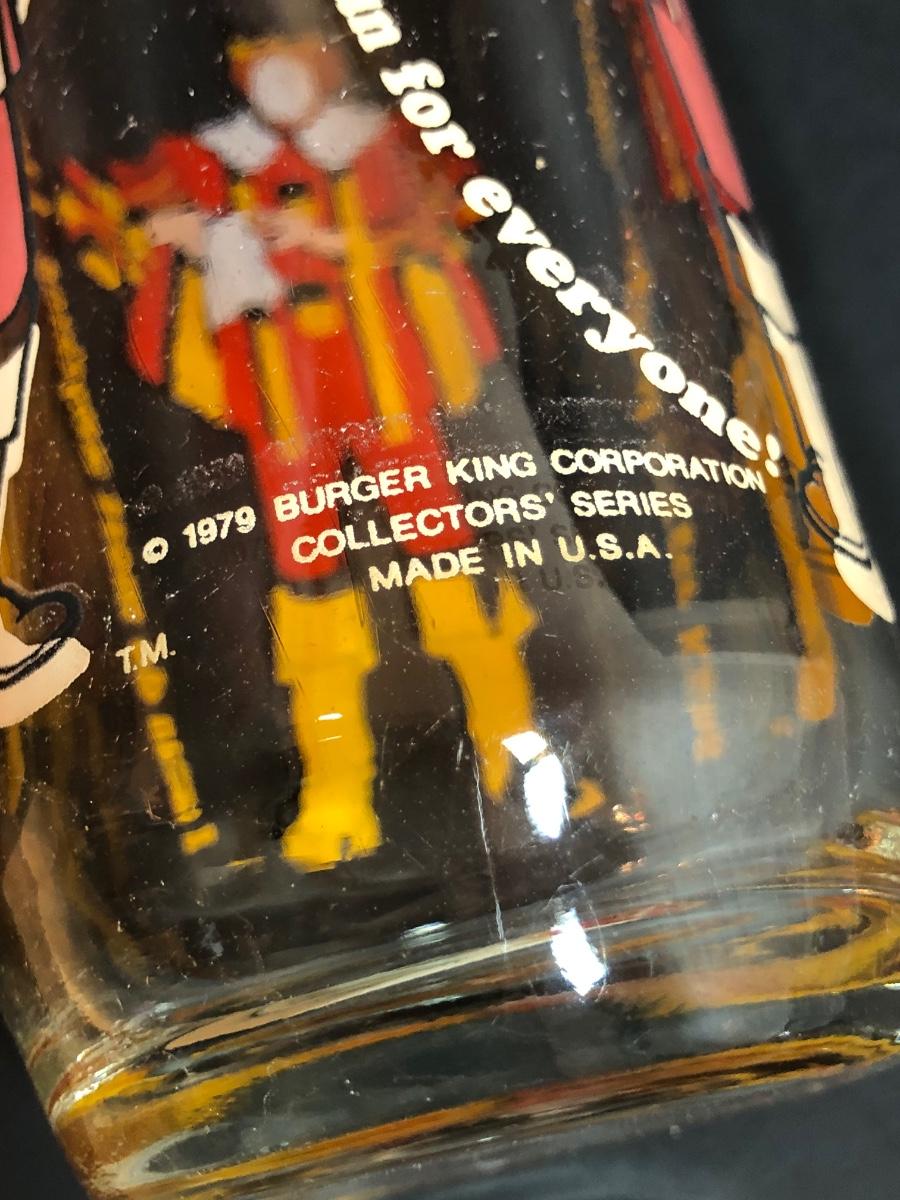 for everyone!
© 1979 BURGER KING CORPORATION
COLLECTORS' SERIES
MADE IN U.S.A.
T.M.